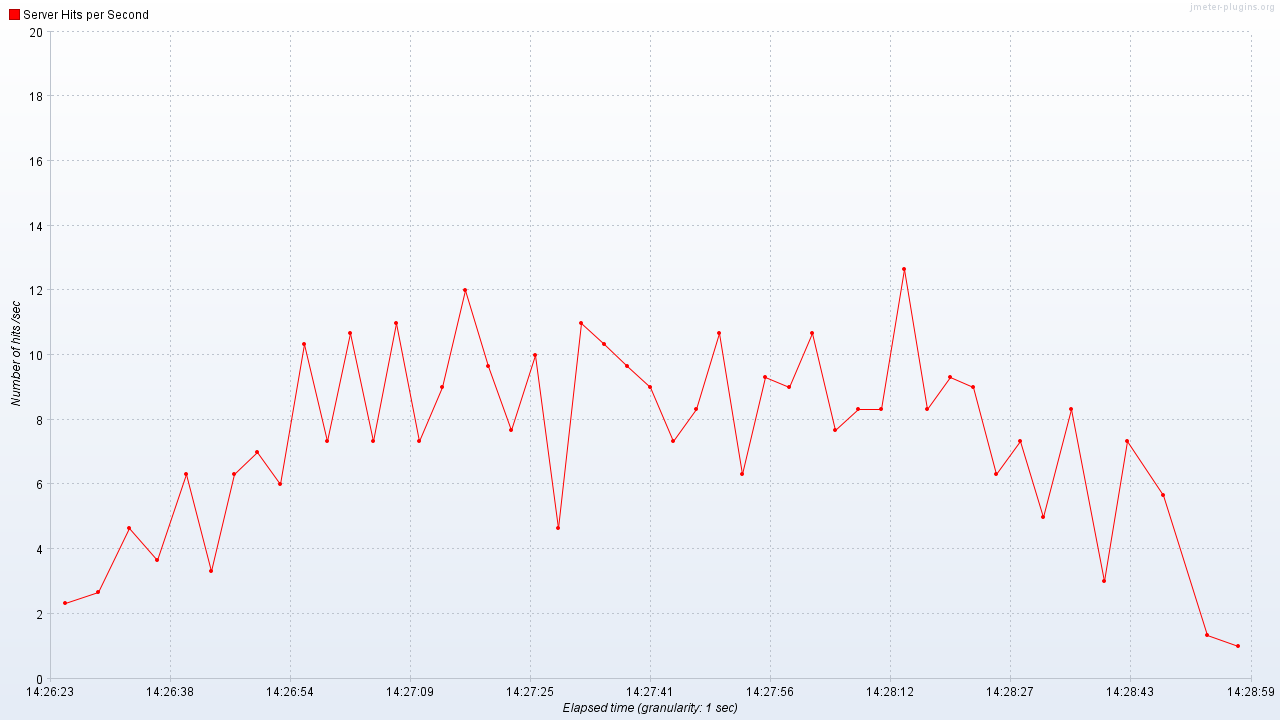 jmeter-plugins.org
Server Hits per Second
20
18
16
14
12
10
8
6
4
2
0
Number of hits /sec
14:26:23 14:26:38 14:26:54 14:27:09 14:27:25 14:27:41 14:27:56 14:28:12 14:28:27 14:28:43 14:28:59
Elapsed time (granularity: 1 sec)